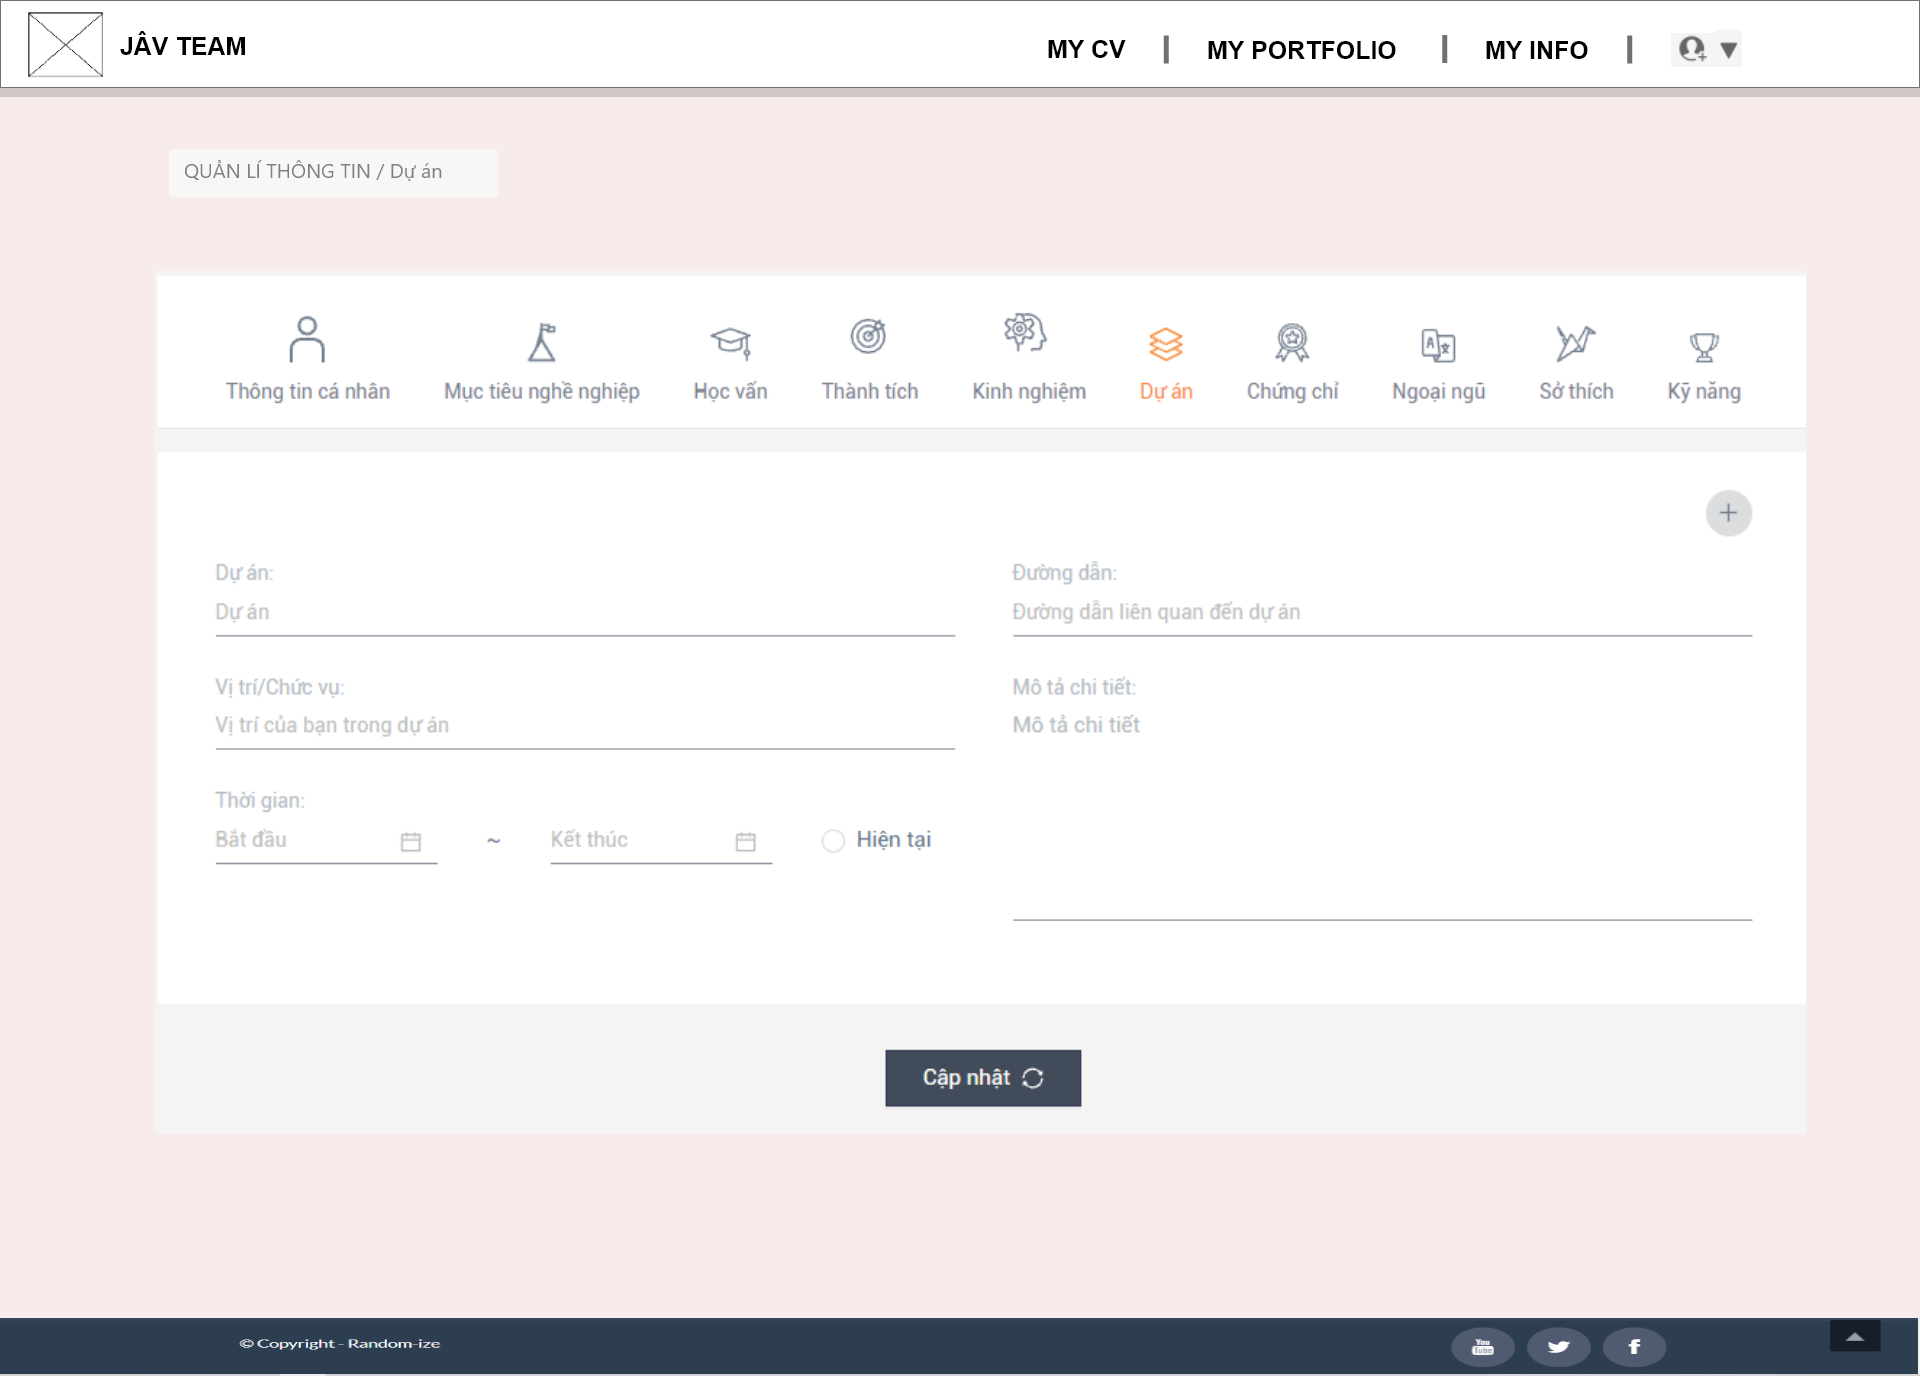 JÂV TEAM
MY CV | MY PORTFOLIO | MY INFO |
QUẢN LÍ THÔNG TIN / Dự án
Thông tin cá nhân Mục tiêu nghề nghiệp Học vấn Thành tích Kinh nghiệm Dự án Chứng chỉ Ngoại ngũ Sở thích Kỹ năng
Dự án:
Dự án
Đường dẫn:
Đường dẫn liên quan đến dự án
Vị trí/Chức vụ:
Vị trí của bạn trong dự án
Mô tả chi tiết:
Mô tả chi tiết
Thời gian:
Bắt đầu ~ Kết thúc Hiện tại
Cập nhật
© Copyright - Random-ize
You Tube